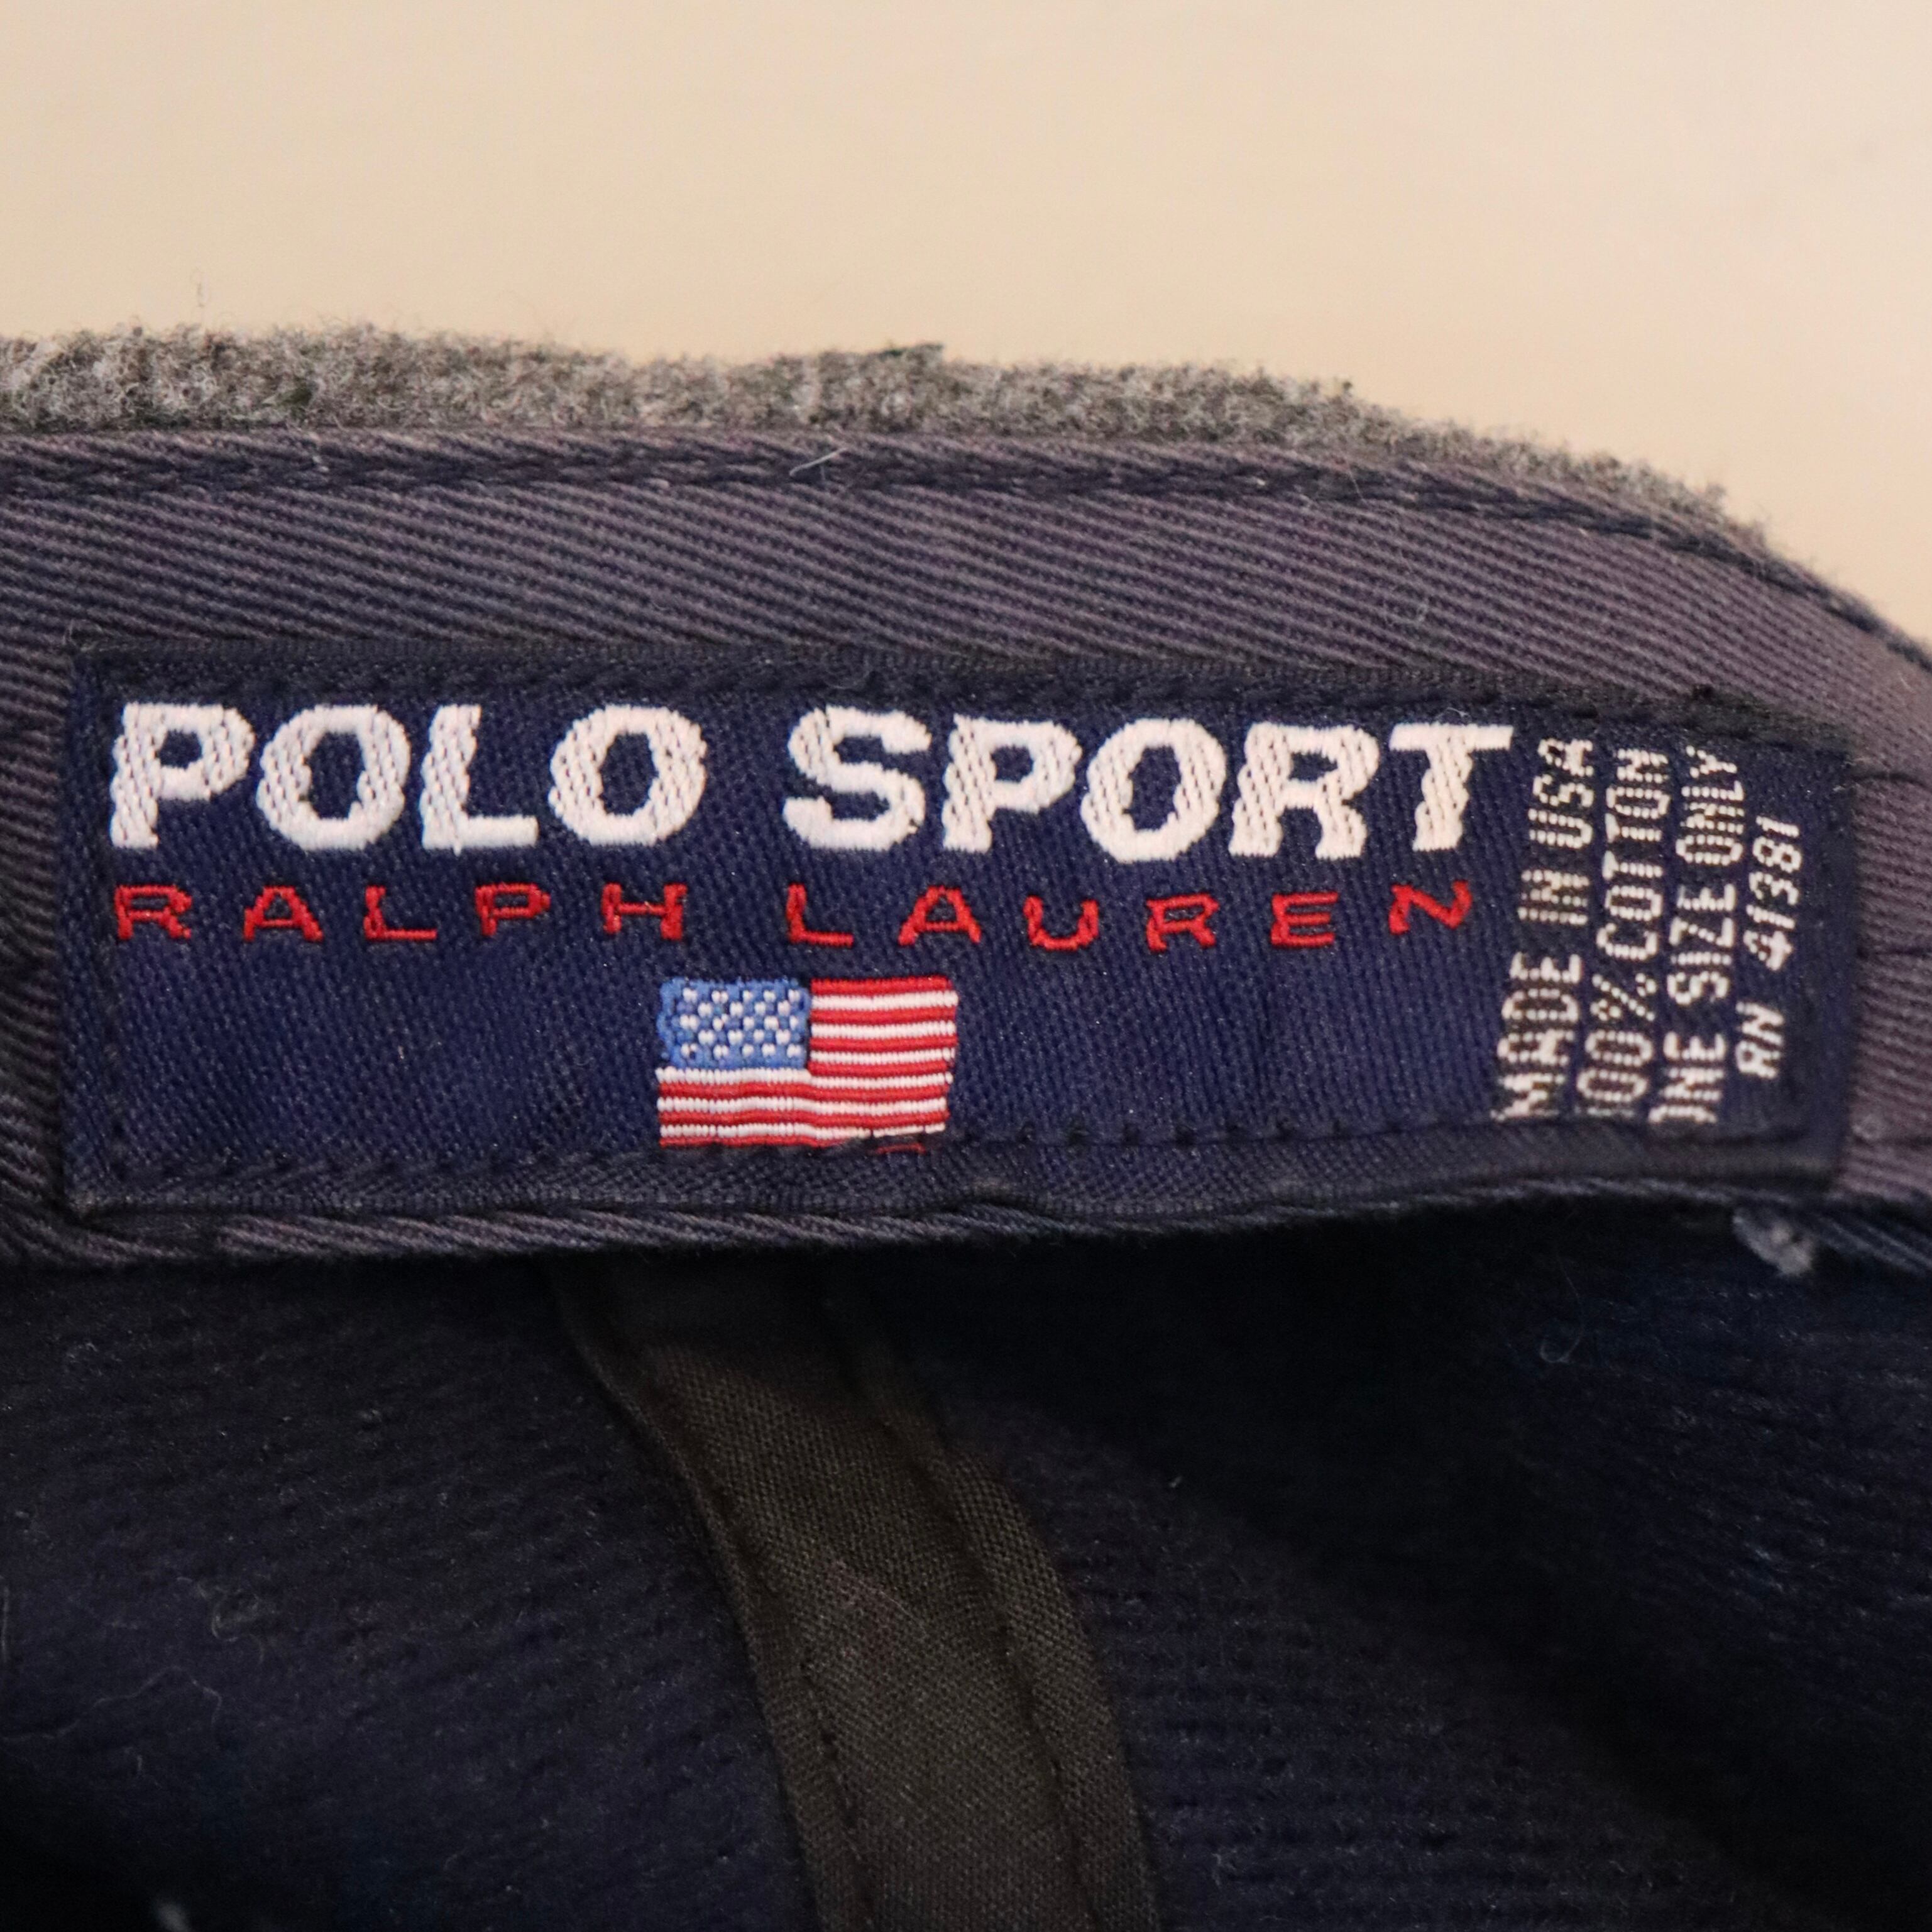 POLO SPORT
RALPH LAUREN
MADE IN USA
100% COTTON
ONE SIZE ONLY
RN 41381